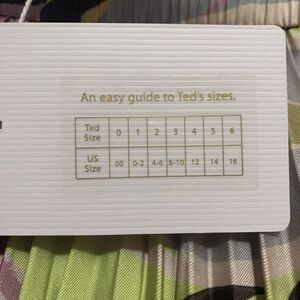 An easy guide to Ted's sizes.
Ted Size 0 1 2 3 4 5 6
US Size 00 0-2 4-6 8-10 12 14 16